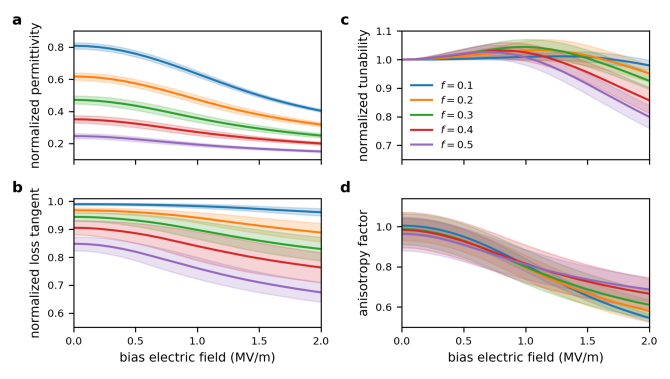 a
normalized permittivity
0.8
0.6
0.4
0.2
c
normalized tunability
1.1
1.0
0.9
0.8
0.7
f = 0.1
f = 0.2
f = 0.3
f = 0.4
f = 0.5
b
normalized loss tangent
1.0
0.9
0.8
0.7
0.6
0.0 0.5 1.0 1.5 2.0
bias electric field (MV/m)
d
anisotropy factor
1.0
0.8
0.6
0.0 0.5 1.0 1.5 2.0
bias electric field (MV/m)